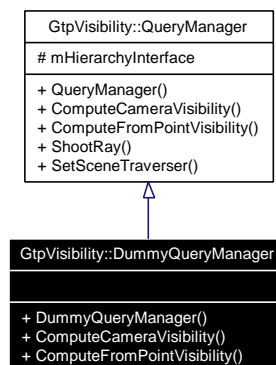 GtpVisibility::QueryManager
# mHierarchyInterface
+ QueryManager()
+ ComputeCameraVisibility()
+ ComputeFromPointVisibility()
+ ShootRay()
+ SetSceneTraverser()
GtpVisibility::DummyQueryManager
+ DummyQueryManager()
+ ComputeCameraVisibility()
+ ComputeFromPointVisibility()